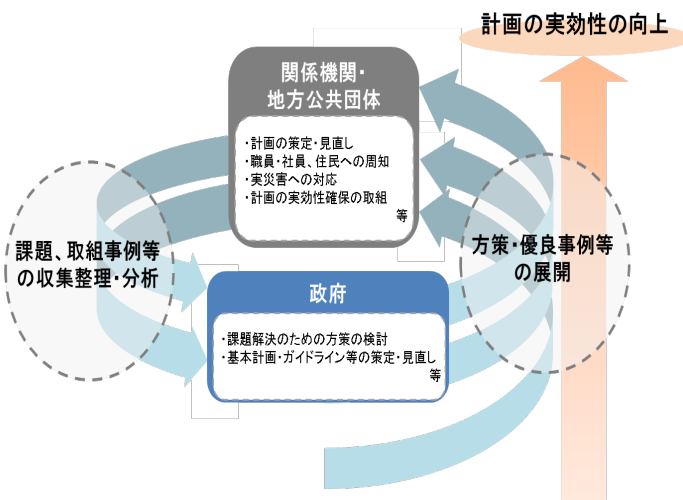 計画の実効性の向上
関係機関・
地方公共団体
・計画の策定・見直し
・職員・社員、住民への周知
・実災害への対応
・計画の実効性確保の取組
等
課題、取組事例等
の収集整理・分析
方策・優良事例等
の展開
政府
・課題解決のための方策の検討
・基本計画・ガイドライン等の策定・見直し
等